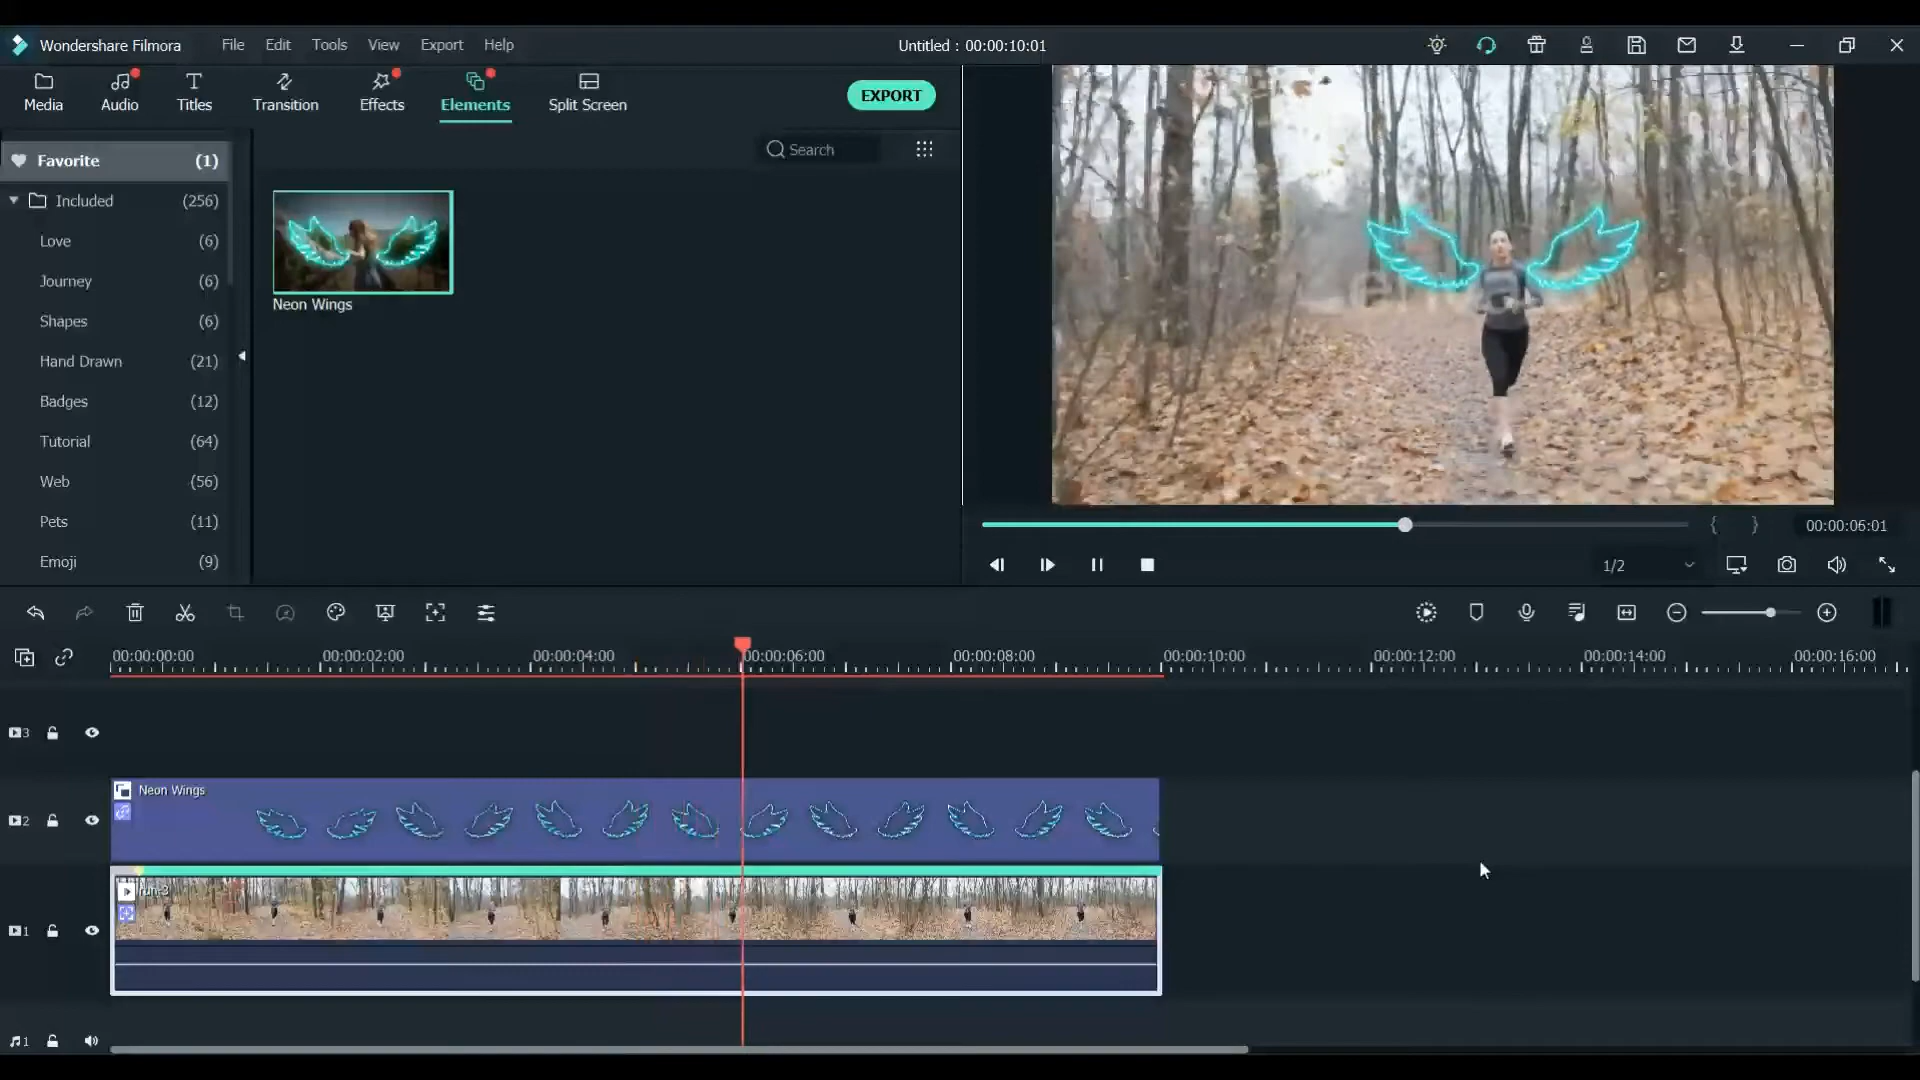 Wondershare Filmora File Edit Tools View Export Help Untitled : 00:00:10:01
Media Audio Titles Transition Effects Elements Split Screen EXPORT
Favorite (1) Search
Included (256)
Love (6)
Journey (6)
Neon Wings
Shapes (6)
Hand Drawn (21)
Badges (12)
Tutorial (64)
Web (56)
Pets (11)
Emoji (9)
{ } 00:00:06:01
1/2
00:00:00:00 00:00:02:00 00:00:04:00 00:00:06:00 00:00:08:00 00:00:10:00 00:00:12:00 00:00:14:00 00:00:16:00
3
Neon Wings
2
run-3
1
1